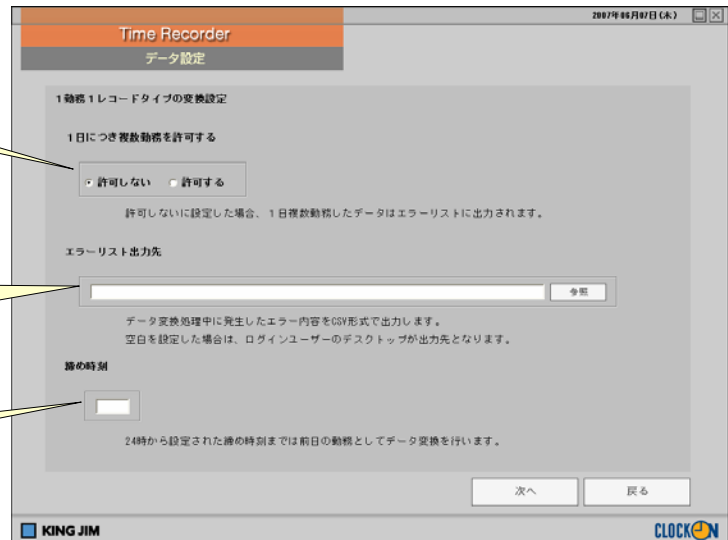 2007年06月07日(木)
Time Recorder
データ設定
1勤務1レコードタイプの変換設定
1日につき複数勤務を許可する
許可しない 許可する
許可しないに設定した場合、1日複数勤務したデータはエラーリストに出力されます。
エラーリスト出力先
参照
データ変換処理中に発生したエラー内容をCSV形式で出力します。
空白を設定した場合は、ログインユーザーのデスクトップが出力先となります。
締め時刻
24時から設定された締め時刻までは前日の勤務としてデータ変換を行います。
次へ 戻る
KING JIM CLOCK ON